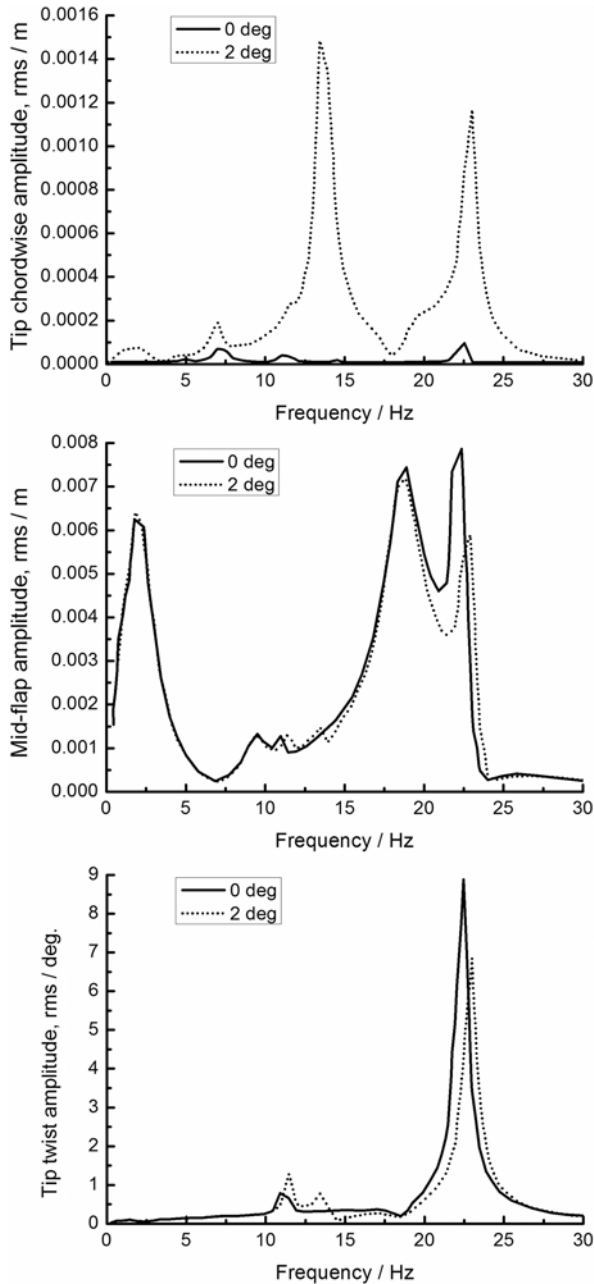 Tip chordwise amplitude, rms / m
0.0016
0.0014
0.0012
0.0010
0.0008
0.0006
0.0004
0.0002
0.0000
0 deg
2 deg
0 5 10 15 20 25 30
Frequency / Hz
Mid-flap amplitude, rms / m
0.008
0.007
0.006
0.005
0.004
0.003
0.002
0.001
0.000
0 deg
2 deg
0 5 10 15 20 25 30
Frequency / Hz
Tip twist amplitude, rms / deg.
9
8
7
6
5
4
3
2
1
0
0 deg
2 deg
0 5 10 15 20 25 30
Frequency / Hz